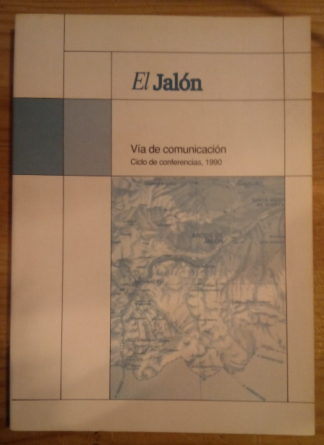 El Jalón
Vía de comunicación
Ciclo de conferencias, 1990